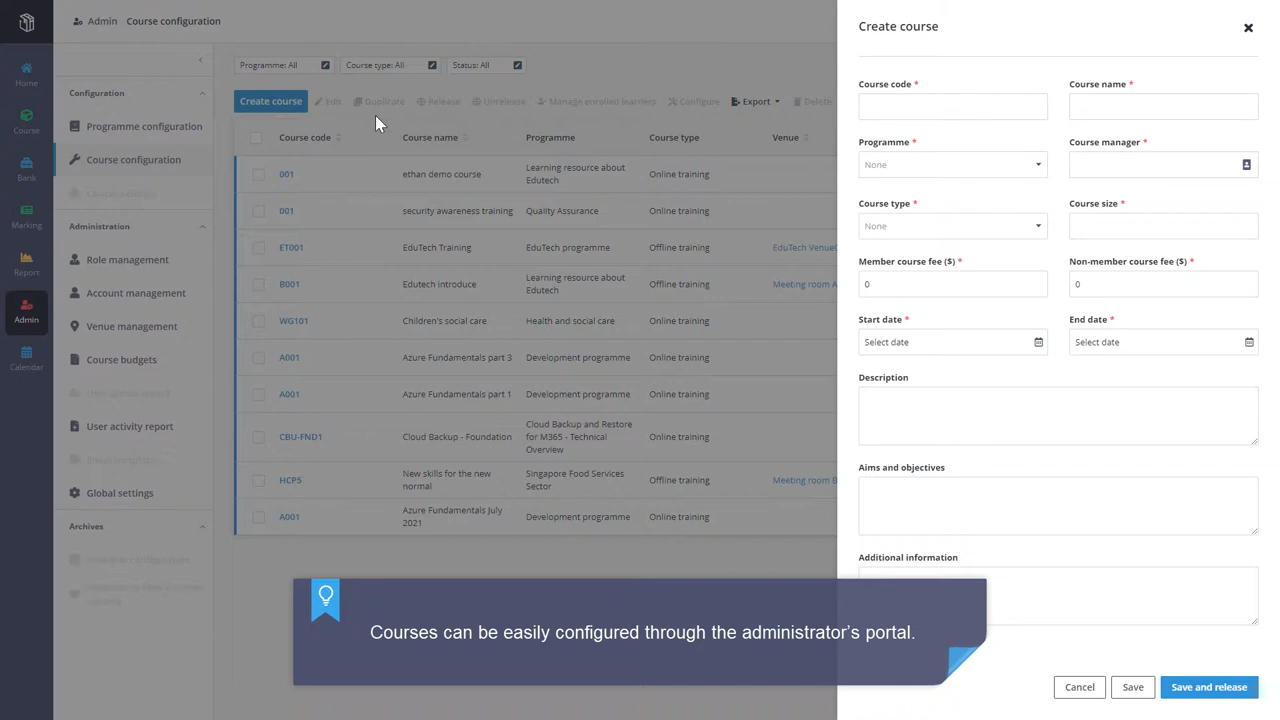 Admin Course configuration
Create course
Home
Course
Bank
Marking
Report
Admin
Calendar
Configuration
Programme configuration
Course configuration
Administration
Role management
Account management
Venue management
Course budgets
User activity report
Global settings
Archives
Programme: All
Course type: All
Status: All
Create course
Edit
Duplicate
Release
Unrelease
Manage enrolled learners
Configure
Export
Delete
Course code Course name Programme Course type Venue
001 ethan demo course Learning resource about Edutech Online training
001 security awareness training Quality Assurance Online training
ET001 EduTech Training EduTech programme Offline training EduTech Venue
B001 Edutech introduce Learning resource about Edutech Offline training Meeting room A
WG101 Children's social care Health and social care Online training
A001 Azure Fundamentals part 3 Development programme Online training
A001 Azure Fundamentals part 1 Development programme Online training
CBU-FND1 Cloud Backup - Foundation Cloud Backup and Restore for M365 - Technical Overview Online training
HCP5 New skills for the new normal Singapore Food Services Sector Offline training Meeting room B
A001 Azure Fundamentals July 2021 Development programme Online training
Course code * Course name *
Programme * Course manager *
None
Course type * Course size *
None
Member course fee ($) * Non-member course fee ($) *
0 0
Start date * End date *
Select date Select date
Description
Aims and objectives
Additional information
Courses can be easily configured through the administrator's portal.
Cancel Save Save and release